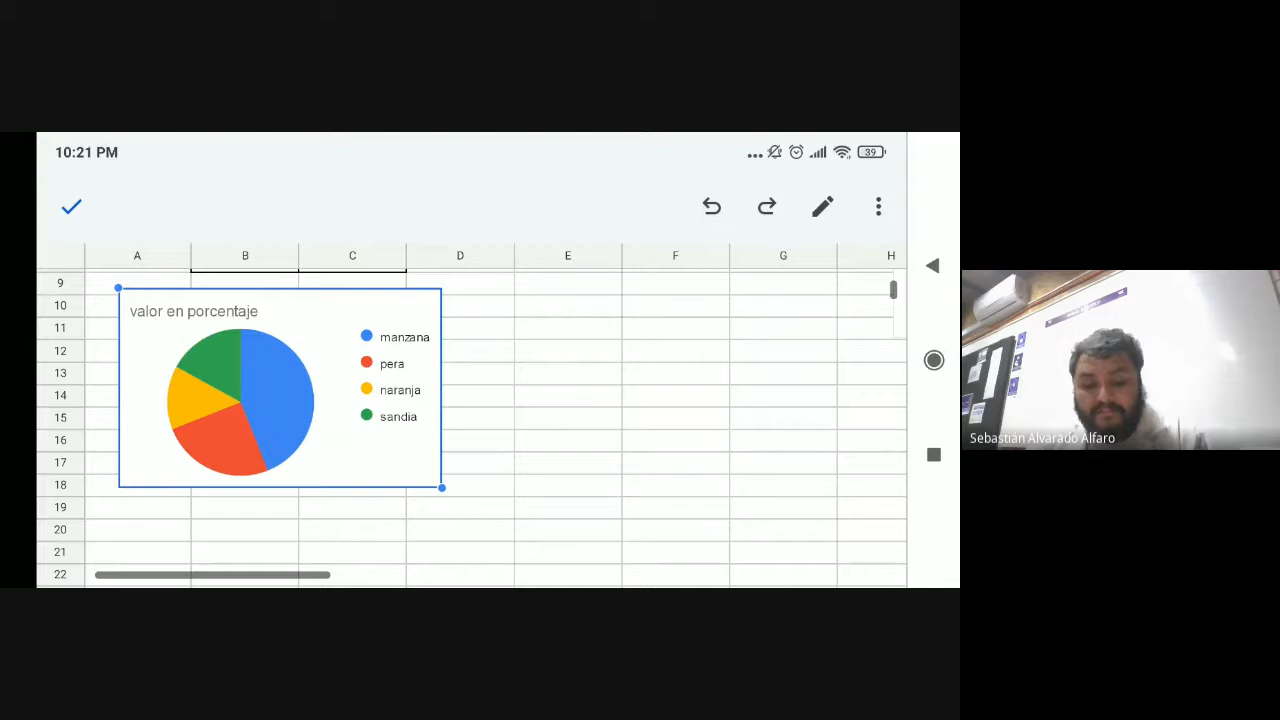 10:21 PM
39
A B C D E F G H
9
10
11
12
13
14
15
16
17
18
19
20
21
22
valor en porcentaje
manzana
pera
naranja
sandia
Sebastián Alvarado Alfaro